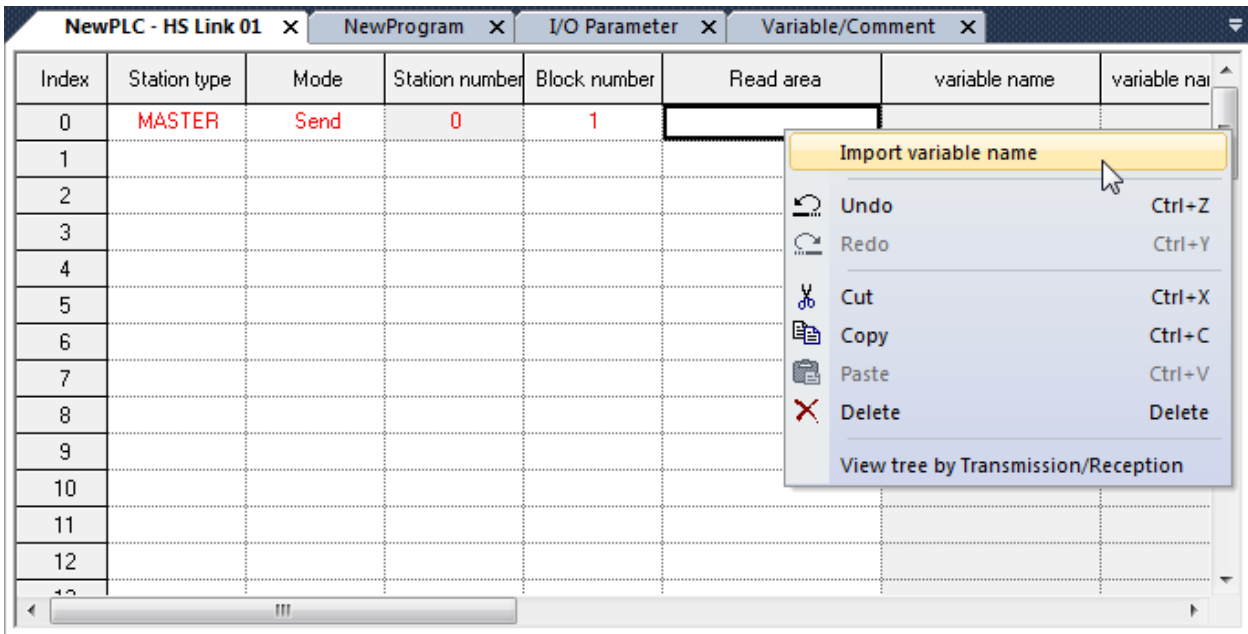 NewPLC - HS Link 01 X NewProgram X I/O Parameter X Variable/Comment X
Index Station type Mode Station number Block number Read area variable name variable nar
0 MASTER Send 0 1
Import variable name
1
2 Undo Ctrl+Z
3 Redo Ctrl+Y
4
5 Cut Ctrl+X
6 Copy Ctrl+C
7 Paste Ctrl+V
8 Delete Delete
9
View tree by Transmission/Reception
10
11
12